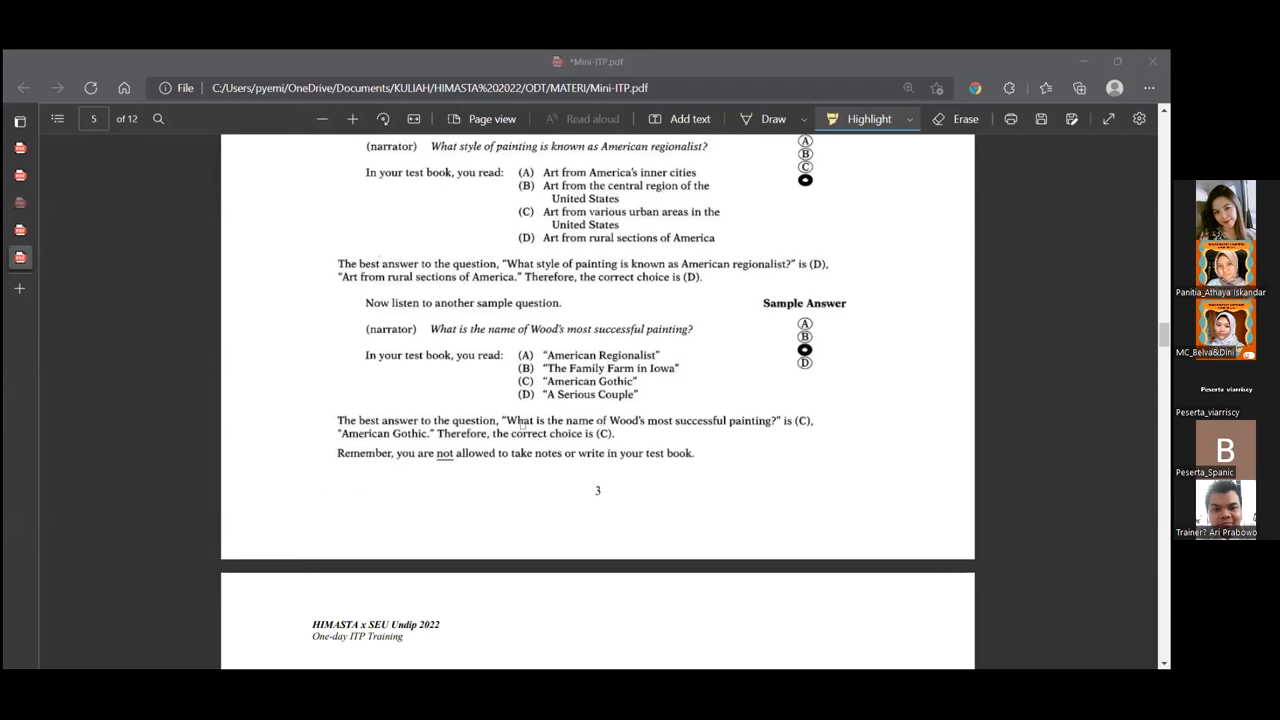 *Mini-ITP.pdf
File C:/Users/pyemi/OneDrive/Documents/KULIAH/HIMASTA%202022/ODT/MATERI/Mini-ITP.pdf
5 of 12 Page view Read aloud Add text Draw Highlight Erase
(narrator) What style of painting is known as American regionalist? A
B
In your test book, you read: (A) Art from America's inner cities C
(B) Art from the central region of the
United States
(C) Art from various urban areas in the
United States
(D) Art from rural sections of America
The best answer to the question, "What style of painting is known as American regionalist?" is (D),
"Art from rural sections of America." Therefore, the correct choice is (D).
Now listen to another sample question. Sample Answer
(narrator) What is the name of Wood's most successful painting? A
B
In your test book, you read: (A) "American Regionalist"
(B) "The Family Farm in Iowa" D
(C) "American Gothic"
(D) "A Serious Couple"
The best answer to the question, "What is the name of Wood's most successful painting?" is (C),
"American Gothic." Therefore, the correct choice is (C).
Remember, you are not allowed to take notes or write in your test book.
3
HIMASTA x SEU Undip 2022
One-day ITP Training
Panitia_Athaya Iskandar
MC_Belva&Dini
Peserta viarriscy
Peserta_viarriscy
B
Peserta_Spanic
Trainer? Ari Prabowo